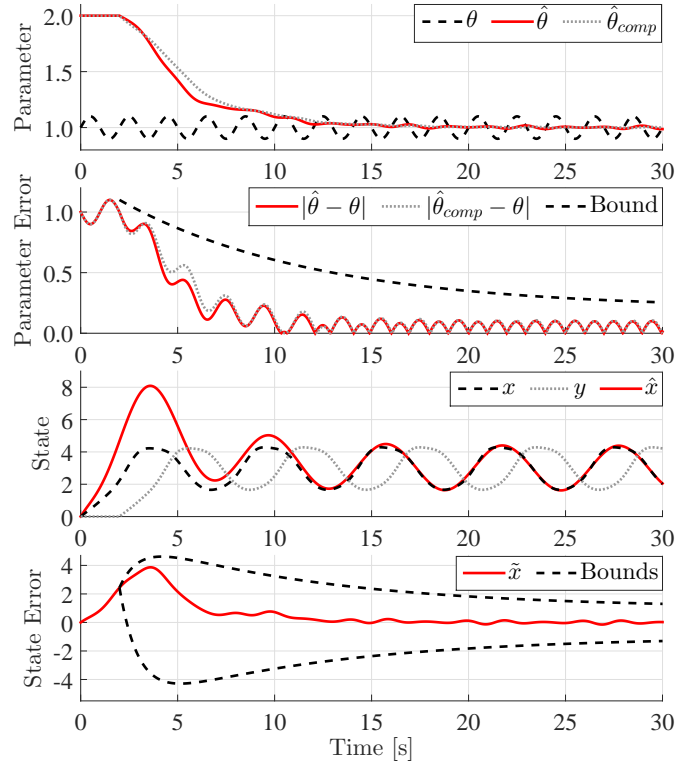 θ θ̂ θ̂_comp
Parameter
2.0
1.5
1.0
0 5 10 15 20 25 30
|θ̂ − θ| |θ̂_comp − θ| Bound
Parameter Error
1.0
0.5
0.0
0 5 10 15 20 25 30
x y x̂
State
8
6
4
2
0
0 5 10 15 20 25 30
x̃ Bounds
State Error
4
2
0
-2
-4
0 5 10 15 20 25 30
Time [s]